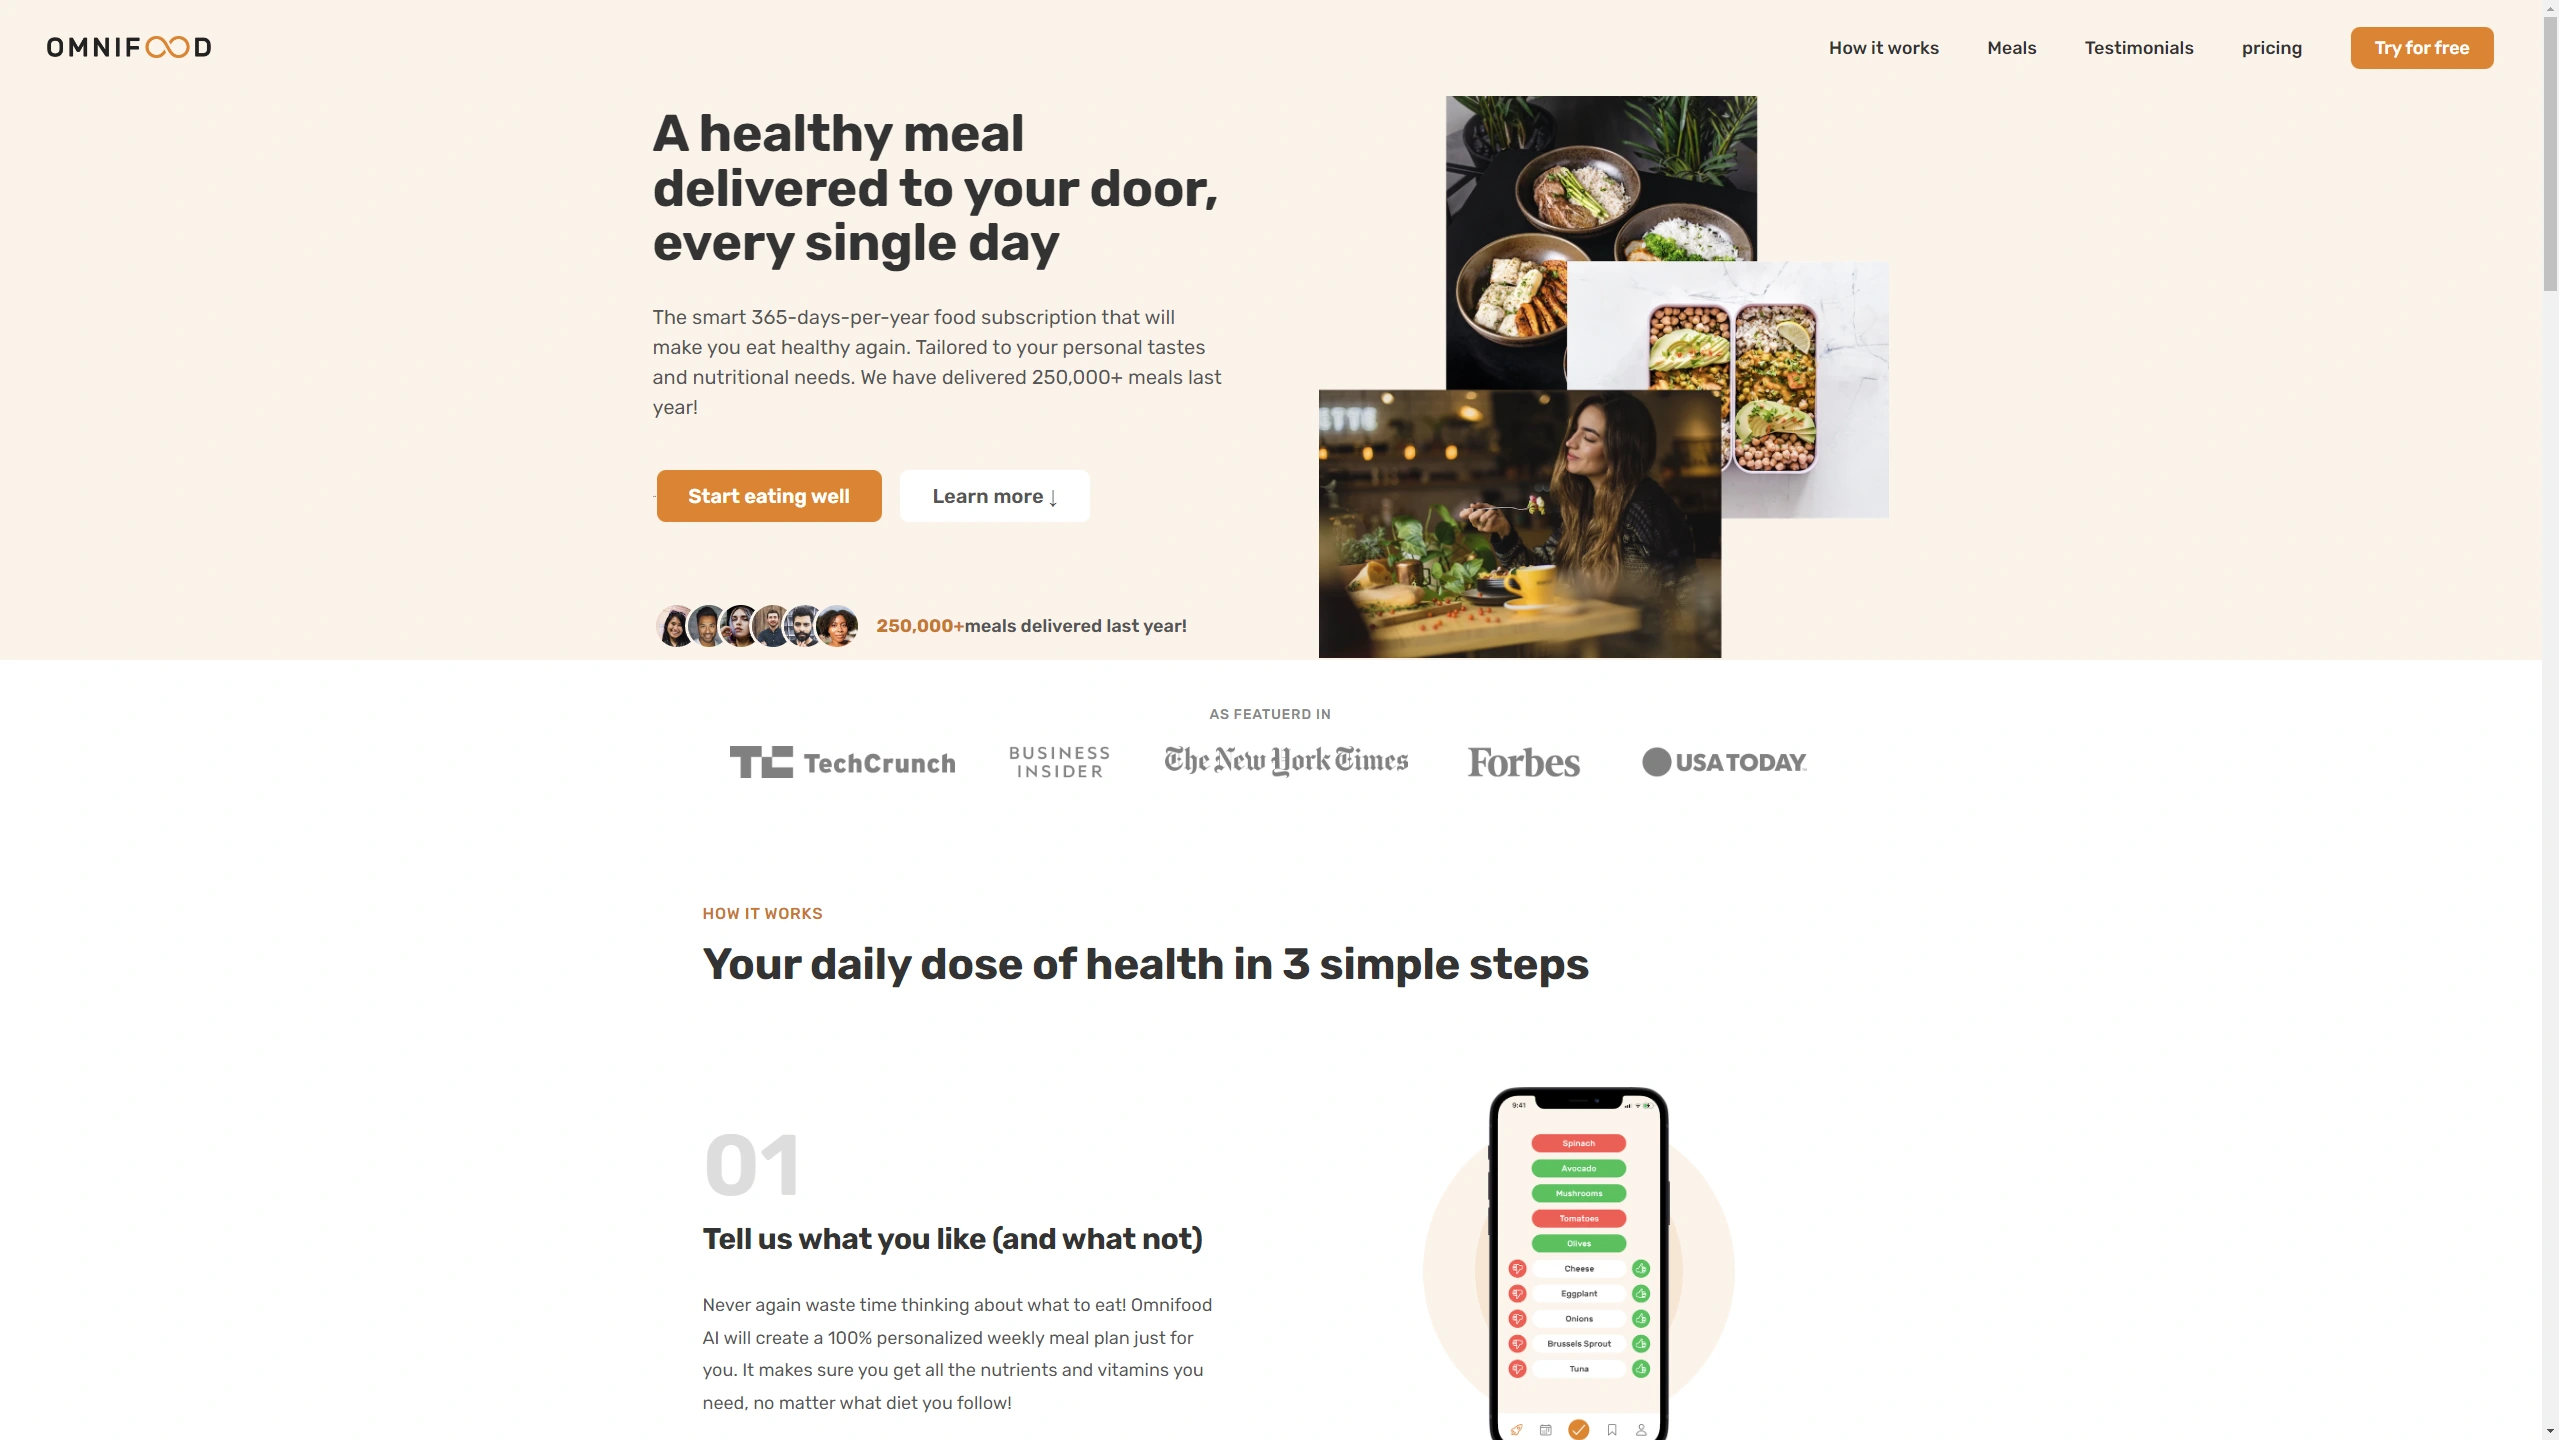 OMNIFOOD
How it works
Meals
Testimonials
pricing
Try for free
A healthy meal
delivered to your door,
every single day
The smart 365-days-per-year food subscription that will
make you eat healthy again. Tailored to your personal tastes
and nutritional needs. We have delivered 250,000+ meals last
year!
Start eating well
Learn more ↓
250,000+meals delivered last year!
AS FEATUERD IN
TC TechCrunch
BUSINESS
INSIDER
The New York Times
Forbes
USA TODAY
HOW IT WORKS
Your daily dose of health in 3 simple steps
01
Tell us what you like (and what not)
Never again waste time thinking about what to eat! Omnifood
AI will create a 100% personalized weekly meal plan just for
you. It makes sure you get all the nutrients and vitamins you
need, no matter what diet you follow!
9:41
Spinach
Avocado
Mushrooms
Tomatoes
Olives
Cheese
Eggplant
Onions
Brussels Sprout
Tuna